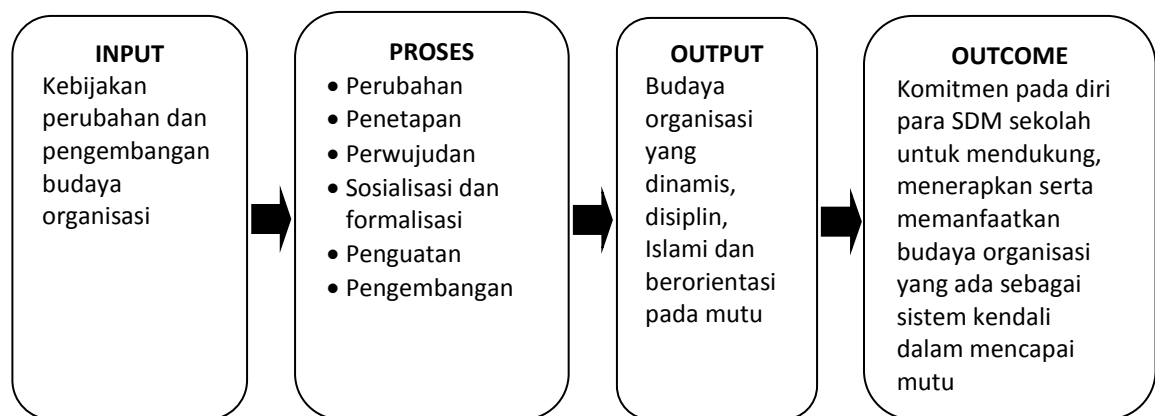 INPUT
Kebijakan
perubahan dan
pengembangan
budaya
organisasi
PROSES
• Perubahan
• Penetapan
• Perwujudan
• Sosialisasi dan
formalisasi
• Penguatan
• Pengembangan
OUTPUT
Budaya
organisasi
yang
dinamis,
disiplin,
Islami dan
berorientasi
pada mutu
OUTCOME
Komitmen pada diri
para SDM sekolah
untuk mendukung,
menerapkan serta
memanfaatkan
budaya organisasi
yang ada sebagai
sistem kendali
dalam mencapai
mutu